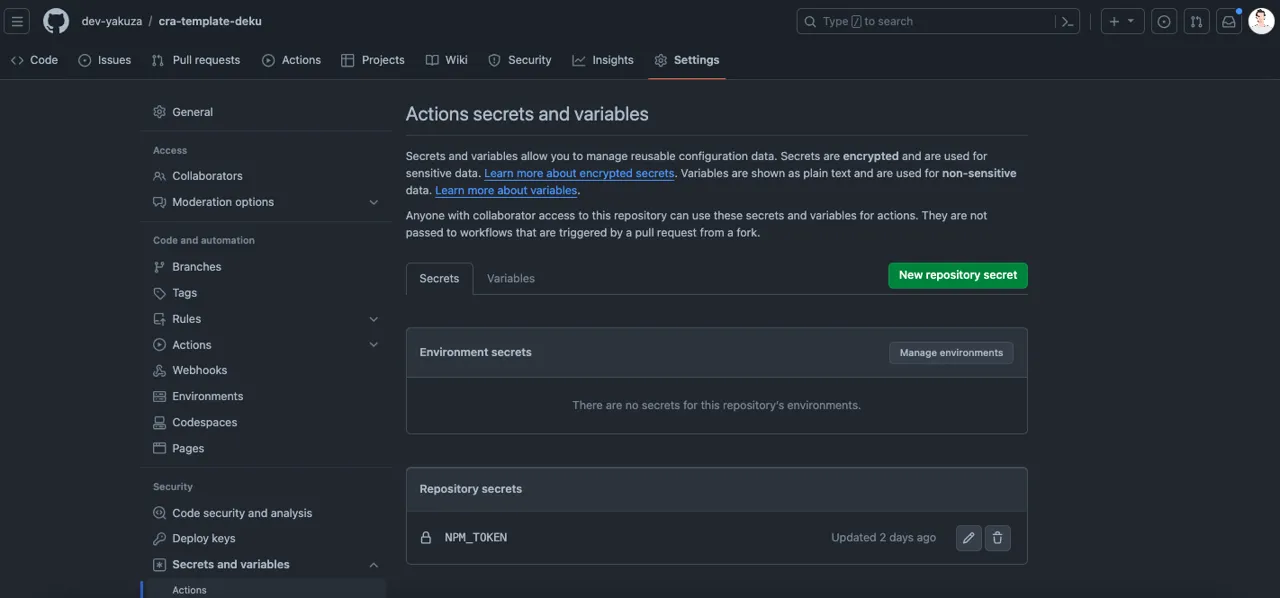 dev-yakuza / cra-template-deku
Type / to search
Code
Issues
Pull requests
Actions
Projects
Wiki
Security
Insights
Settings
General
Access
Collaborators
Moderation options
Code and automation
Branches
Tags
Rules
Actions
Webhooks
Environments
Codespaces
Pages
Security
Code security and analysis
Deploy keys
Secrets and variables
Actions
Actions secrets and variables
Secrets and variables allow you to manage reusable configuration data. Secrets are encrypted and are used for
sensitive data. Learn more about encrypted secrets. Variables are shown as plain text and are used for non-sensitive
data. Learn more about variables.
Anyone with collaborator access to this repository can use these secrets and variables for actions. They are not
passed to workflows that are triggered by a pull request from a fork.
Secrets
Variables
New repository secret
Environment secrets
Manage environments
There are no secrets for this repository's environments.
Repository secrets
NPM_TOKEN
Updated 2 days ago